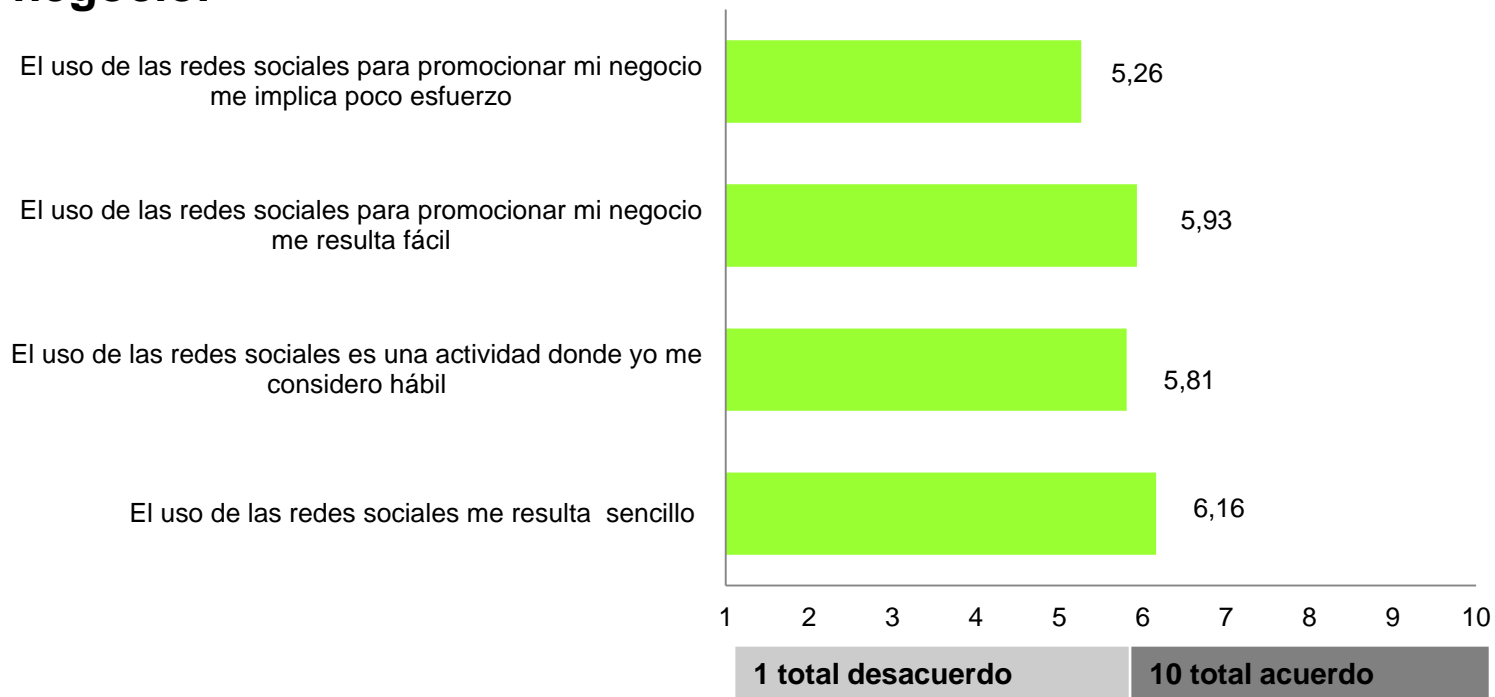 negocio.
El uso de las redes sociales para promocionar mi negocio
me implica poco esfuerzo
5,26
El uso de las redes sociales para promocionar mi negocio
me resulta fácil
5,93
El uso de las redes sociales es una actividad donde yo me
considero hábil
5,81
El uso de las redes sociales me resulta sencillo
6,16
1 2 3 4 5 6 7 8 9 10
1 total desacuerdo 10 total acuerdo